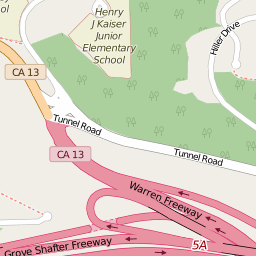 Henry
J Kaiser
Junior
Elementary
School
ol
Hiller Drive
CA 13
Tunnel Road
CA 13
Tunnel Road
Warren Freeway
Grove Shafter Freeway
5A